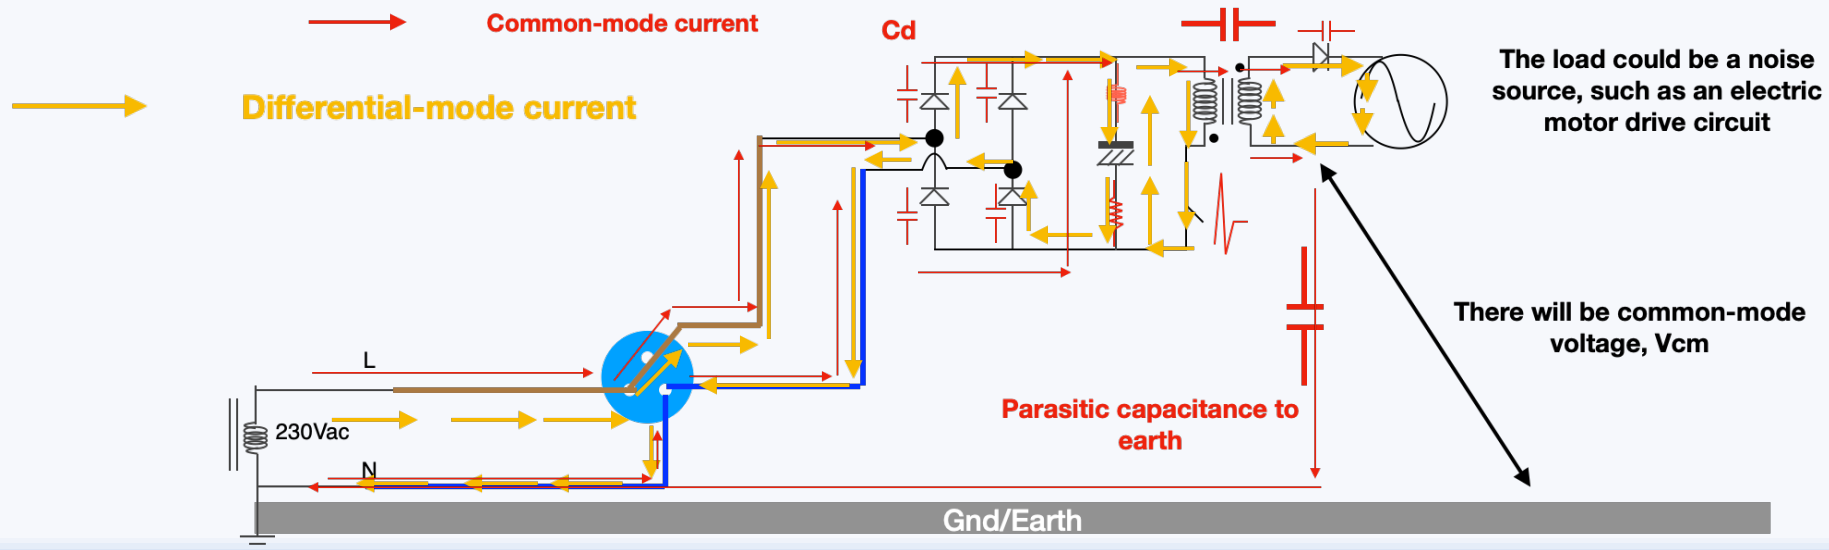 Common-mode current
Cd
The load could be a noise
source, such as an electric
motor drive circuit
Differential-mode current
There will be common-mode
voltage, Vcm
L
Parasitic capacitance to
earth
230Vac
N
Gnd/Earth